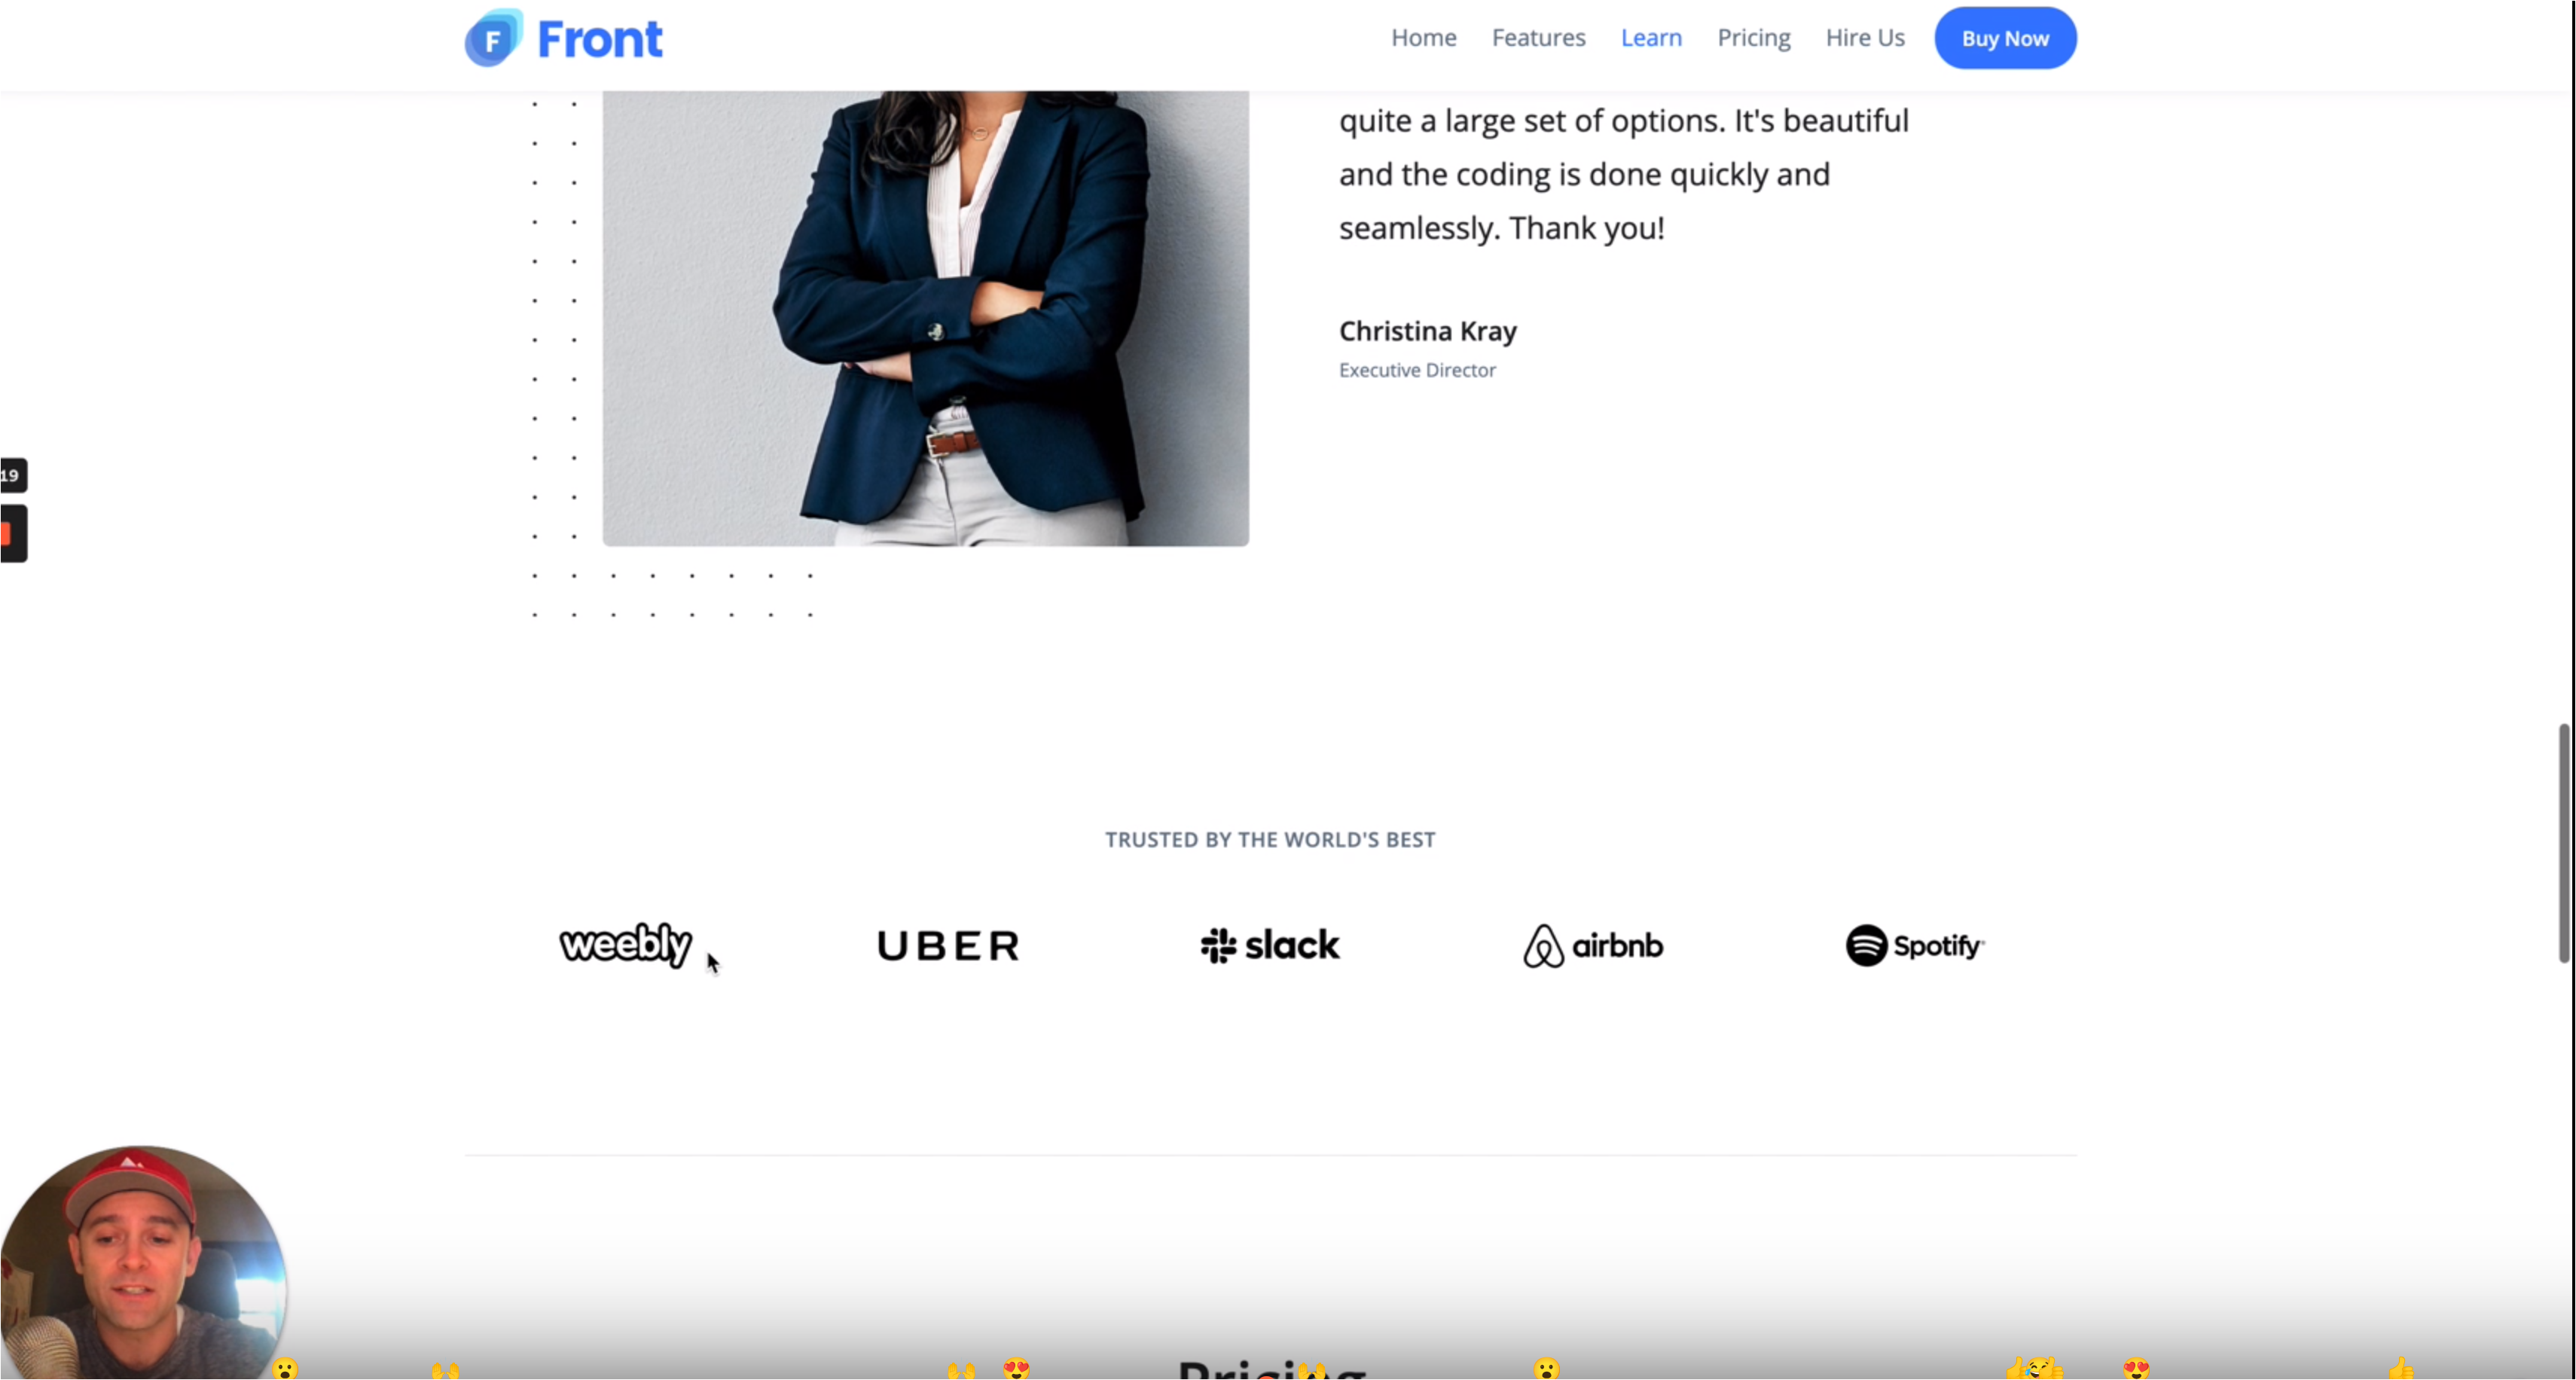 F Front
Home Features Learn Pricing Hire Us Buy Now
quite a large set of options. It's beautiful
and the coding is done quickly and
seamlessly. Thank you!
Christina Kray
Executive Director
19
TRUSTED BY THE WORLD'S BEST
weebly UBER slack airbnb Spotify
Pricing